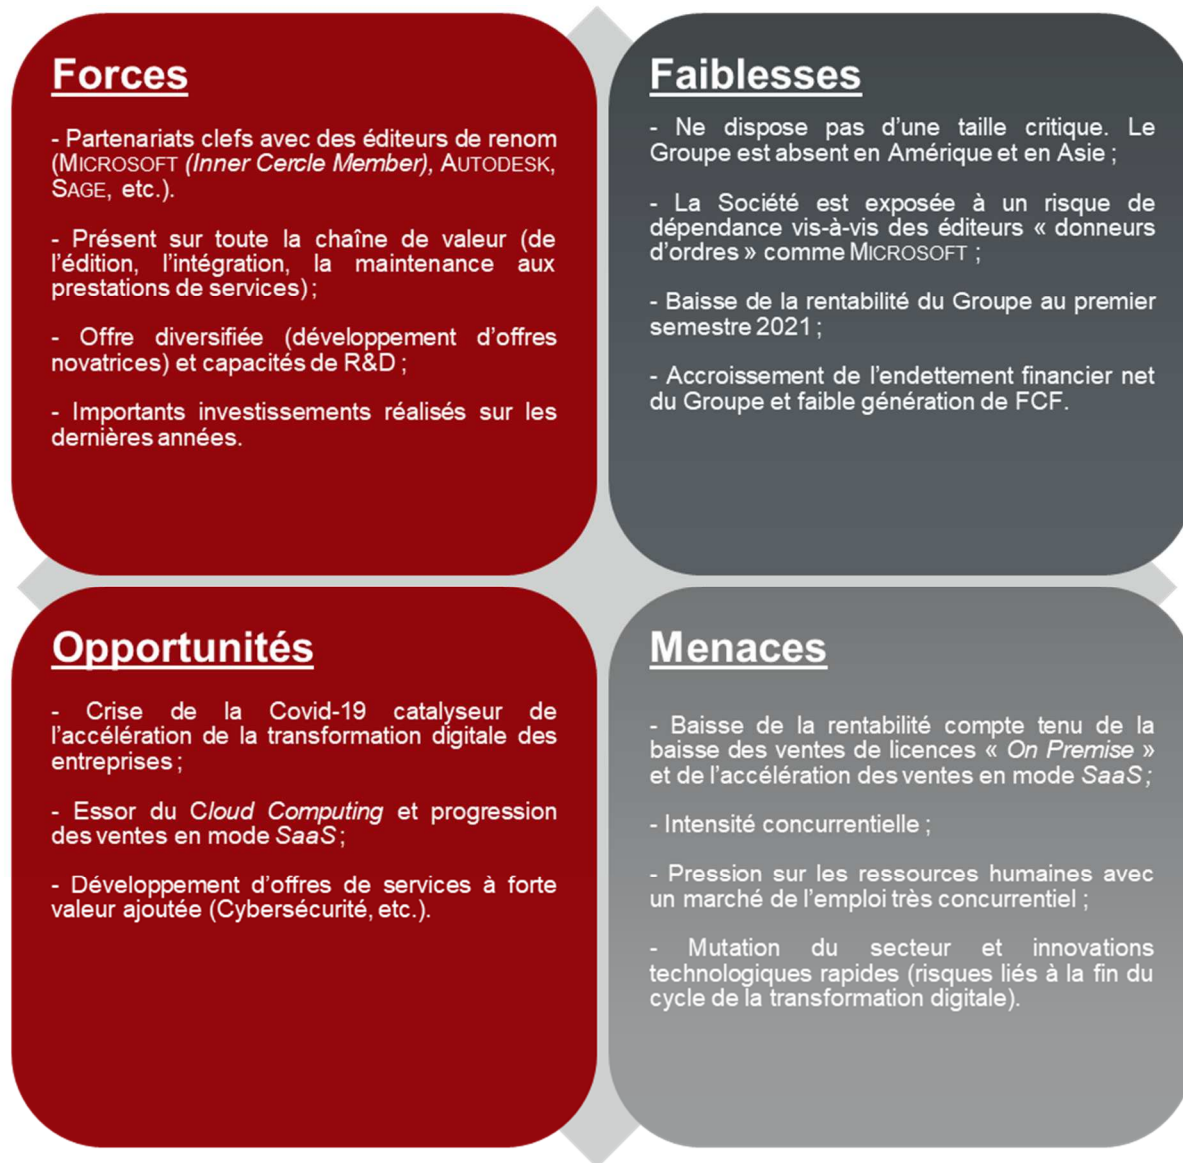 Forces
- Partenariats clefs avec des éditeurs de renom
(MICROSOFT (Inner Cercle Member), AUTODESK,
SAGE, etc.).
- Présent sur toute la chaîne de valeur (de
l'édition, l'intégration, la maintenance aux
prestations de services) ;
- Offre diversifiée (développement d'offres
novatrices) et capacités de R&D ;
- Importants investissements réalisés sur les
dernières années.
Faiblesses
- Ne dispose pas d'une taille critique. Le
Groupe est absent en Amérique et en Asie ;
- La Société est exposée à un risque de
dépendance vis-à-vis des éditeurs « donneurs
d'ordres » comme MICROSOFT ;
- Baisse de la rentabilité du Groupe au premier
semestre 2021 ;
- Accroissement de l'endettement financier net
du Groupe et faible génération de FCF.
Opportunités
- Crise de la Covid-19 catalyseur de
l'accélération de la transformation digitale des
entreprises ;
- Essor du Cloud Computing et progression
des ventes en mode SaaS ;
- Développement d'offres de services à forte
valeur ajoutée (Cybersécurité, etc.).
Menaces
- Baisse de la rentabilité compte tenu de la
baisse des ventes de licences « On Premise »
et de l'accélération des ventes en mode SaaS ;
- Intensité concurrentielle ;
- Pression sur les ressources humaines avec
un marché de l'emploi très concurrentiel ;
- Mutation du secteur et innovations
technologiques rapides (risques liés à la fin du
cycle de la transformation digitale).